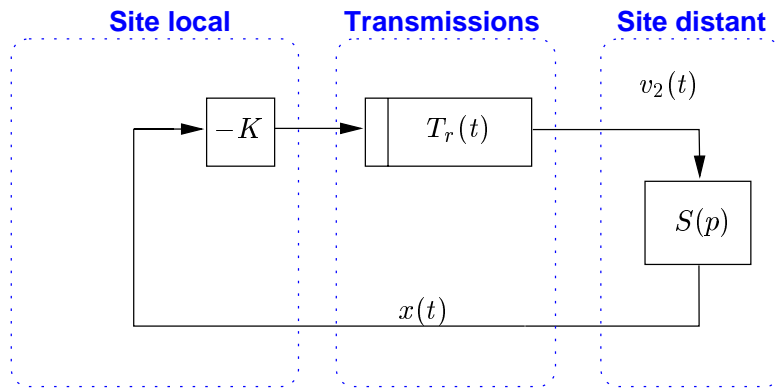 Site local
Transmissions
Site distant
v₂(t)
−K
Tᵣ(t)
S(p)
x(t)